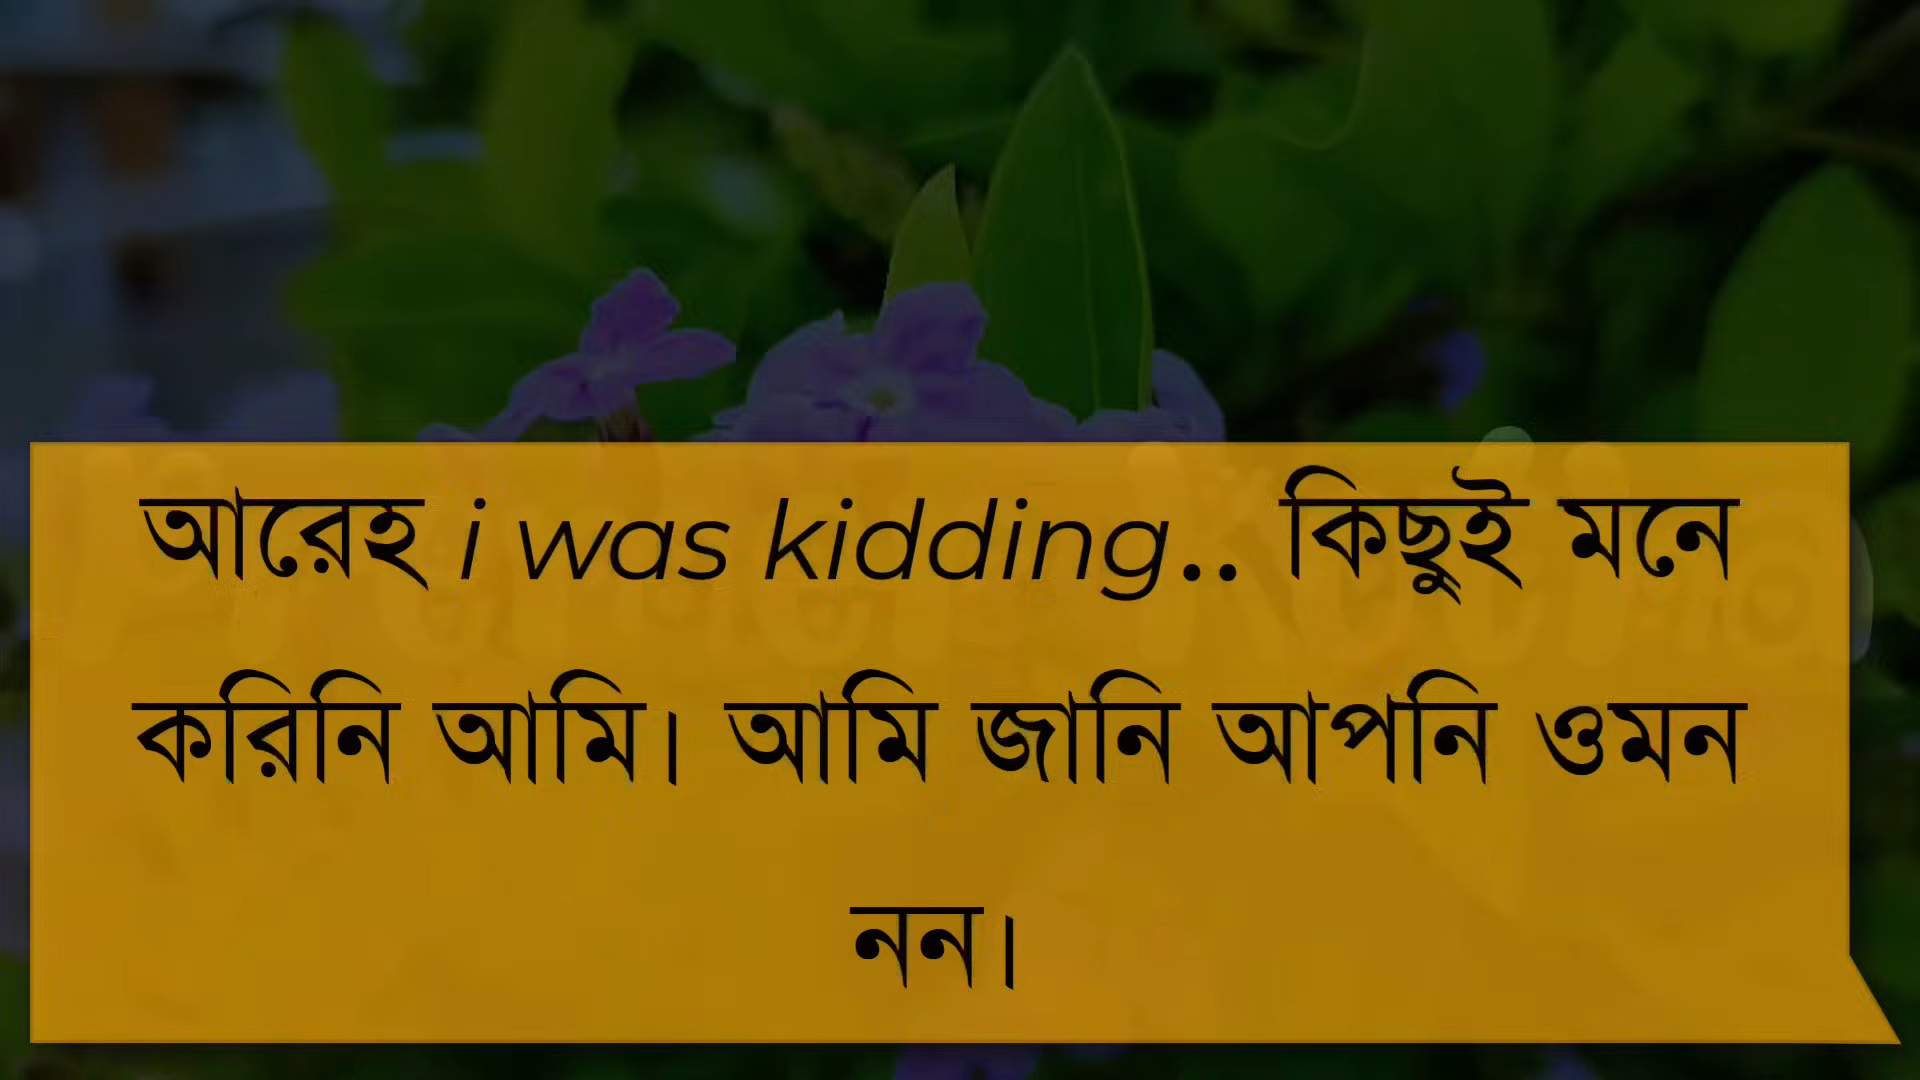 আরেহ i was kidding.. কিছুই মনে
করিনি আমি। আমি জানি আপনি ওমন
নন।